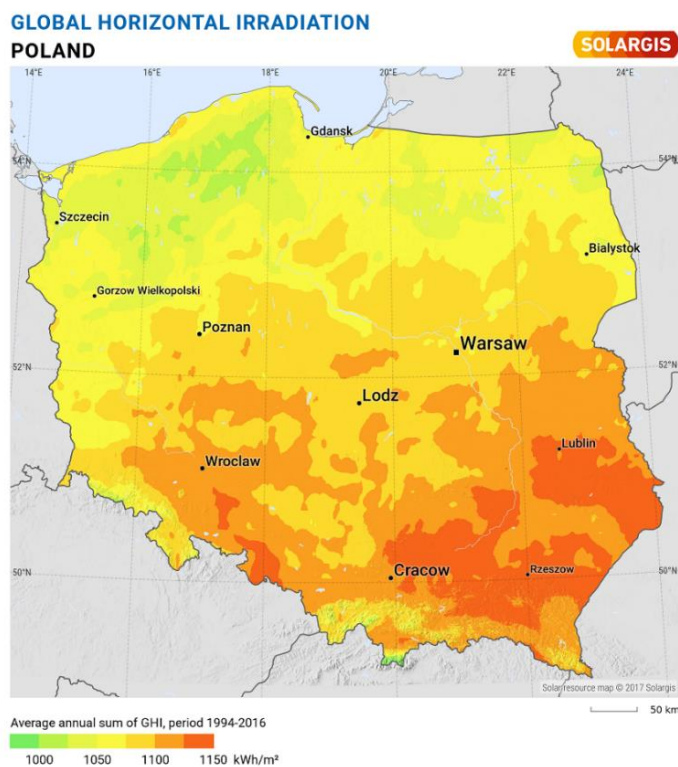 GLOBAL HORIZONTAL IRRADIATION
POLAND
SOLARGIS
14°E 16°E 18°E 20°E 22°E 24°E
Gdansk
54°N 54°N
Szczecin
Bialystok
Gorzow Wielkopolski
Poznan
Warsaw
52°N 52°N
Lodz
Lublin
Wroclaw
Cracow
Rzeszow
50°N 50°N
Solar resource map © 2017 Solargis
50 km
Average annual sum of GHI, period 1994-2016
1000 1050 1100 1150 kWh/m²